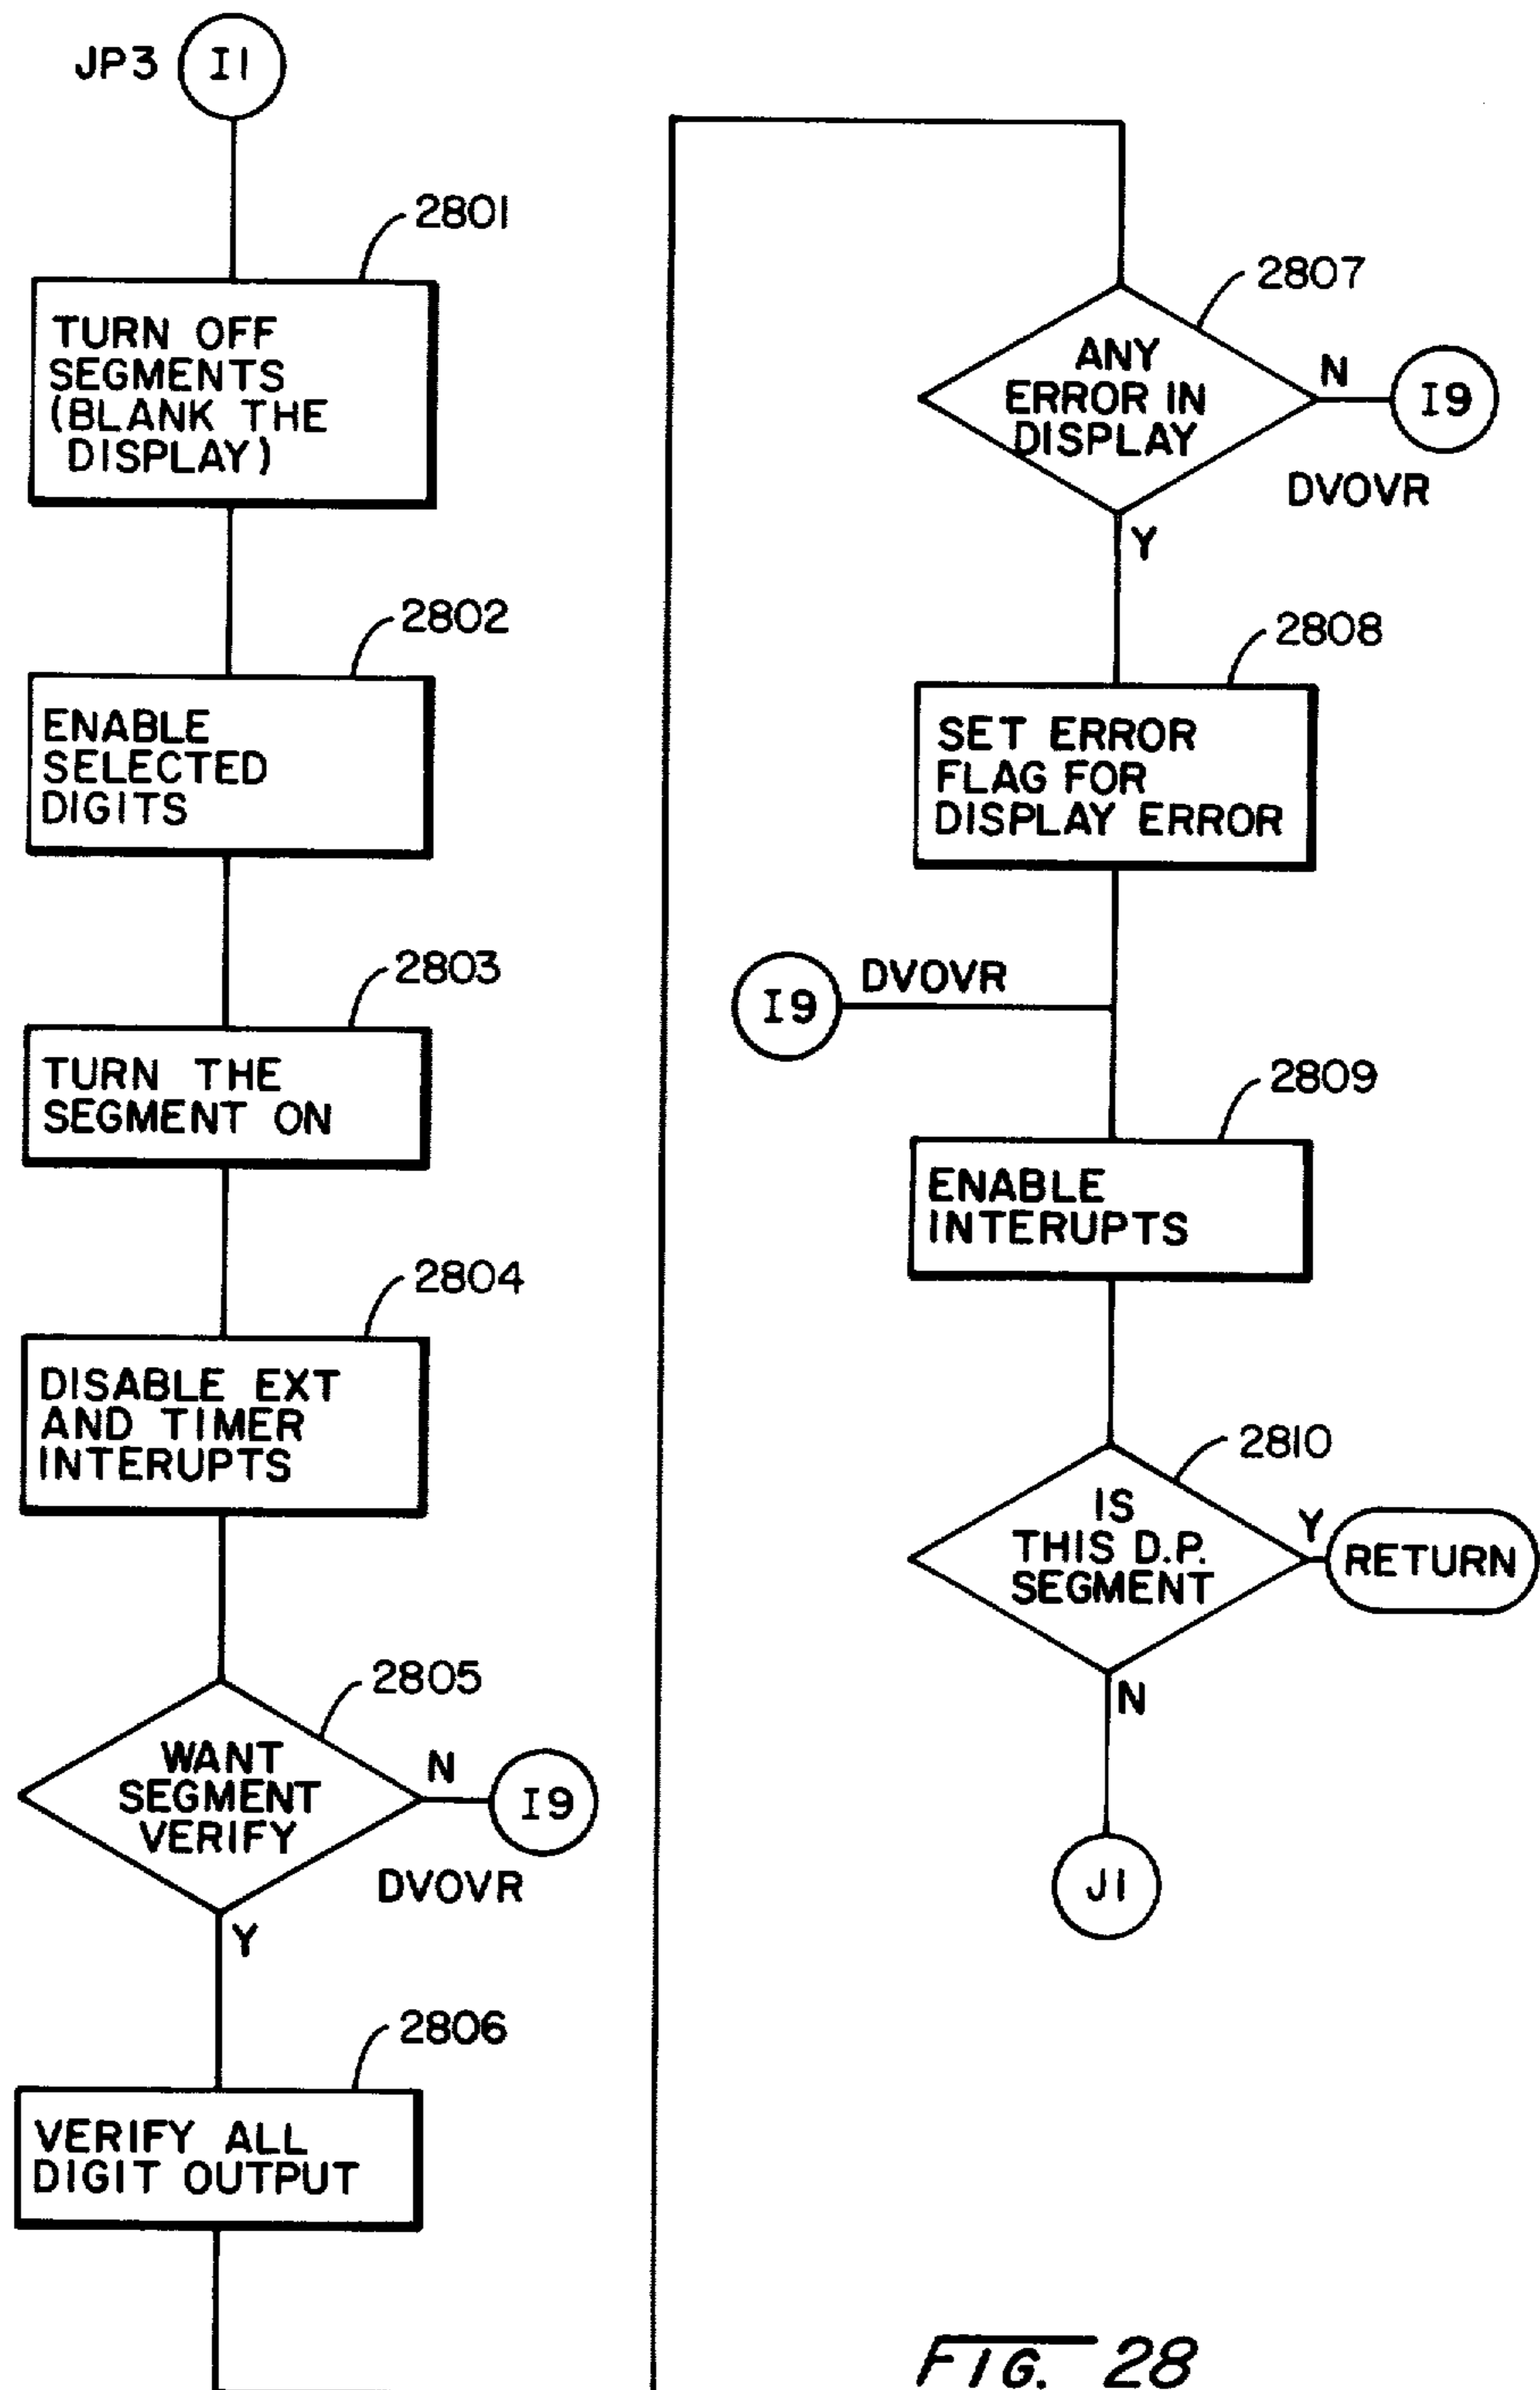 JP3 I1
2801
TURN OFF
SEGMENTS
(BLANK THE
DISPLAY)
2802
ENABLE
SELECTED
DIGITS
2803
TURN THE
SEGMENT ON
2804
DISABLE EXT
AND TIMER
INTERUPTS
2805
WANT
SEGMENT
VERIFY
N
I9
DVOVR
Y
2806
VERIFY ALL
DIGIT OUTPUT
2807
ANY
ERROR IN
DISPLAY
N
I9
DVOVR
Y
2808
SET ERROR
FLAG FOR
DISPLAY ERROR
I9
DVOVR
2809
ENABLE
INTERUPTS
2810
IS
THIS D.P.
SEGMENT
Y
RETURN
N
J1
FIG. 28